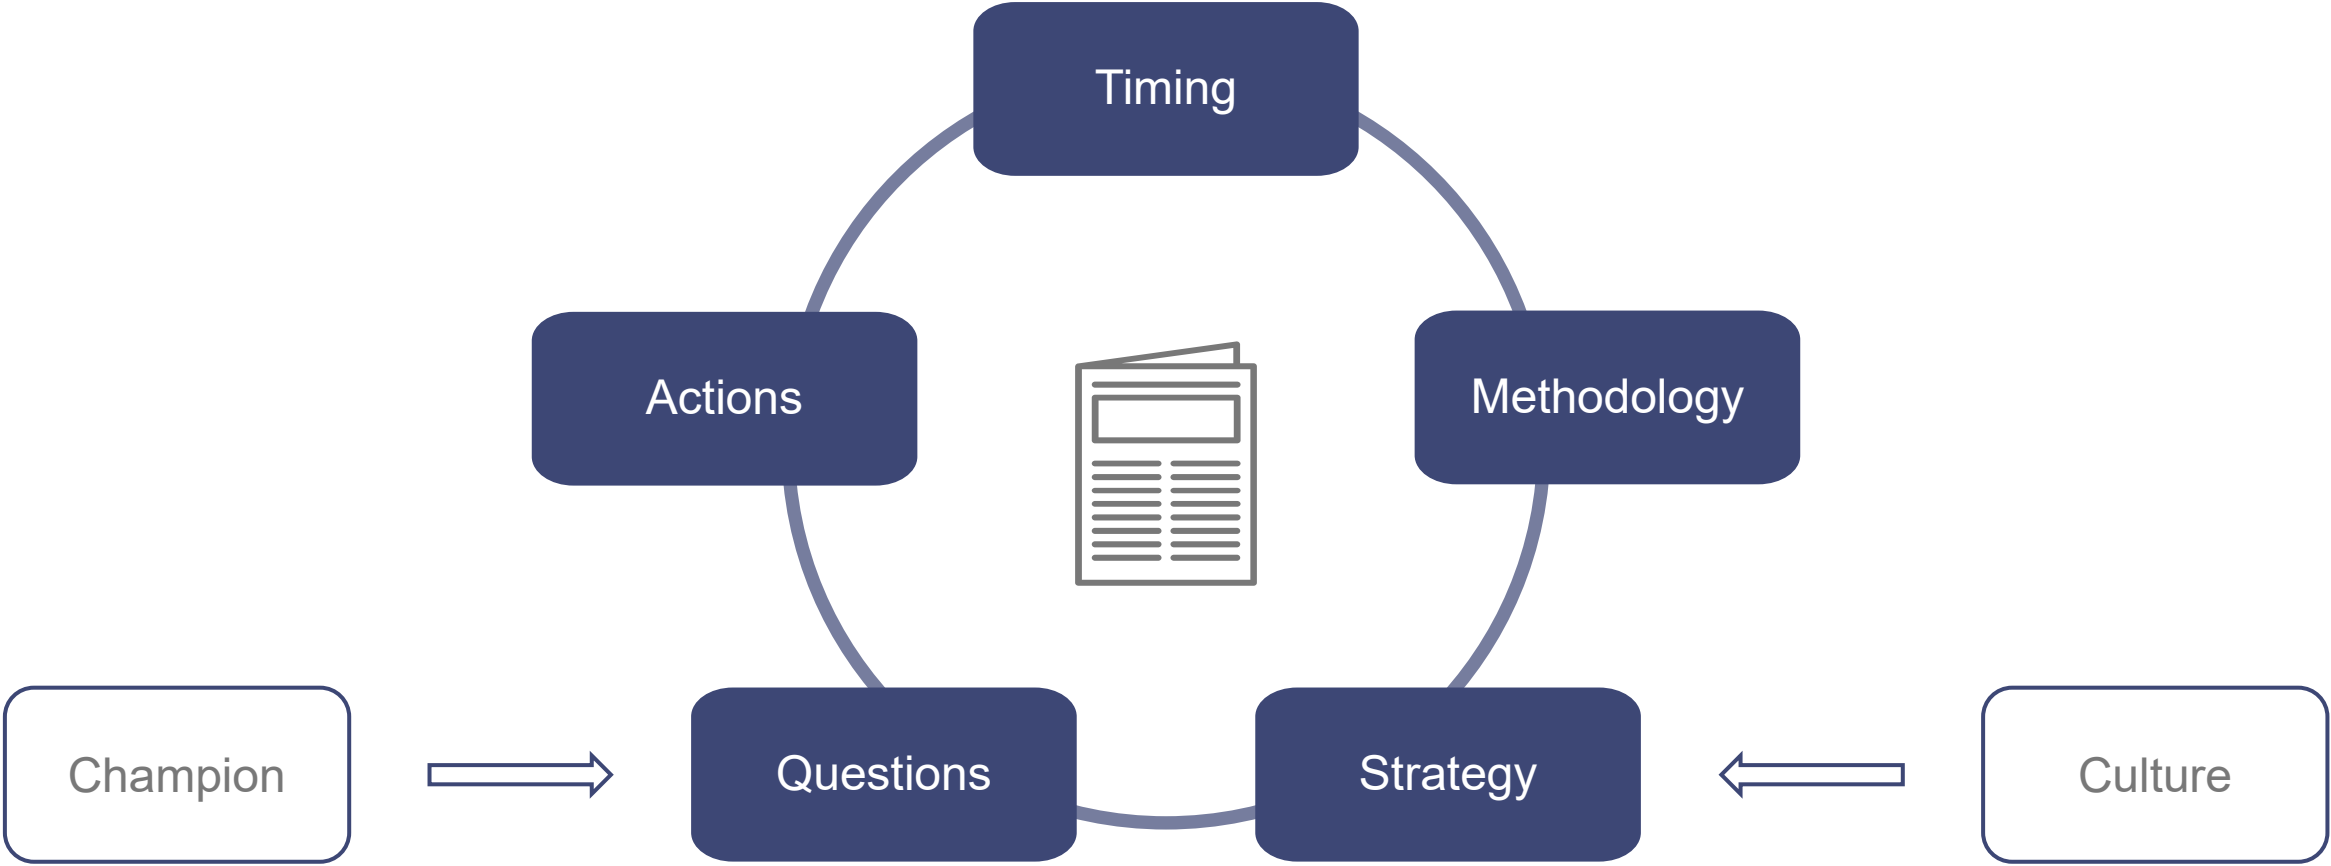 Timing
Actions
Methodology
Champion
Questions
Strategy
Culture